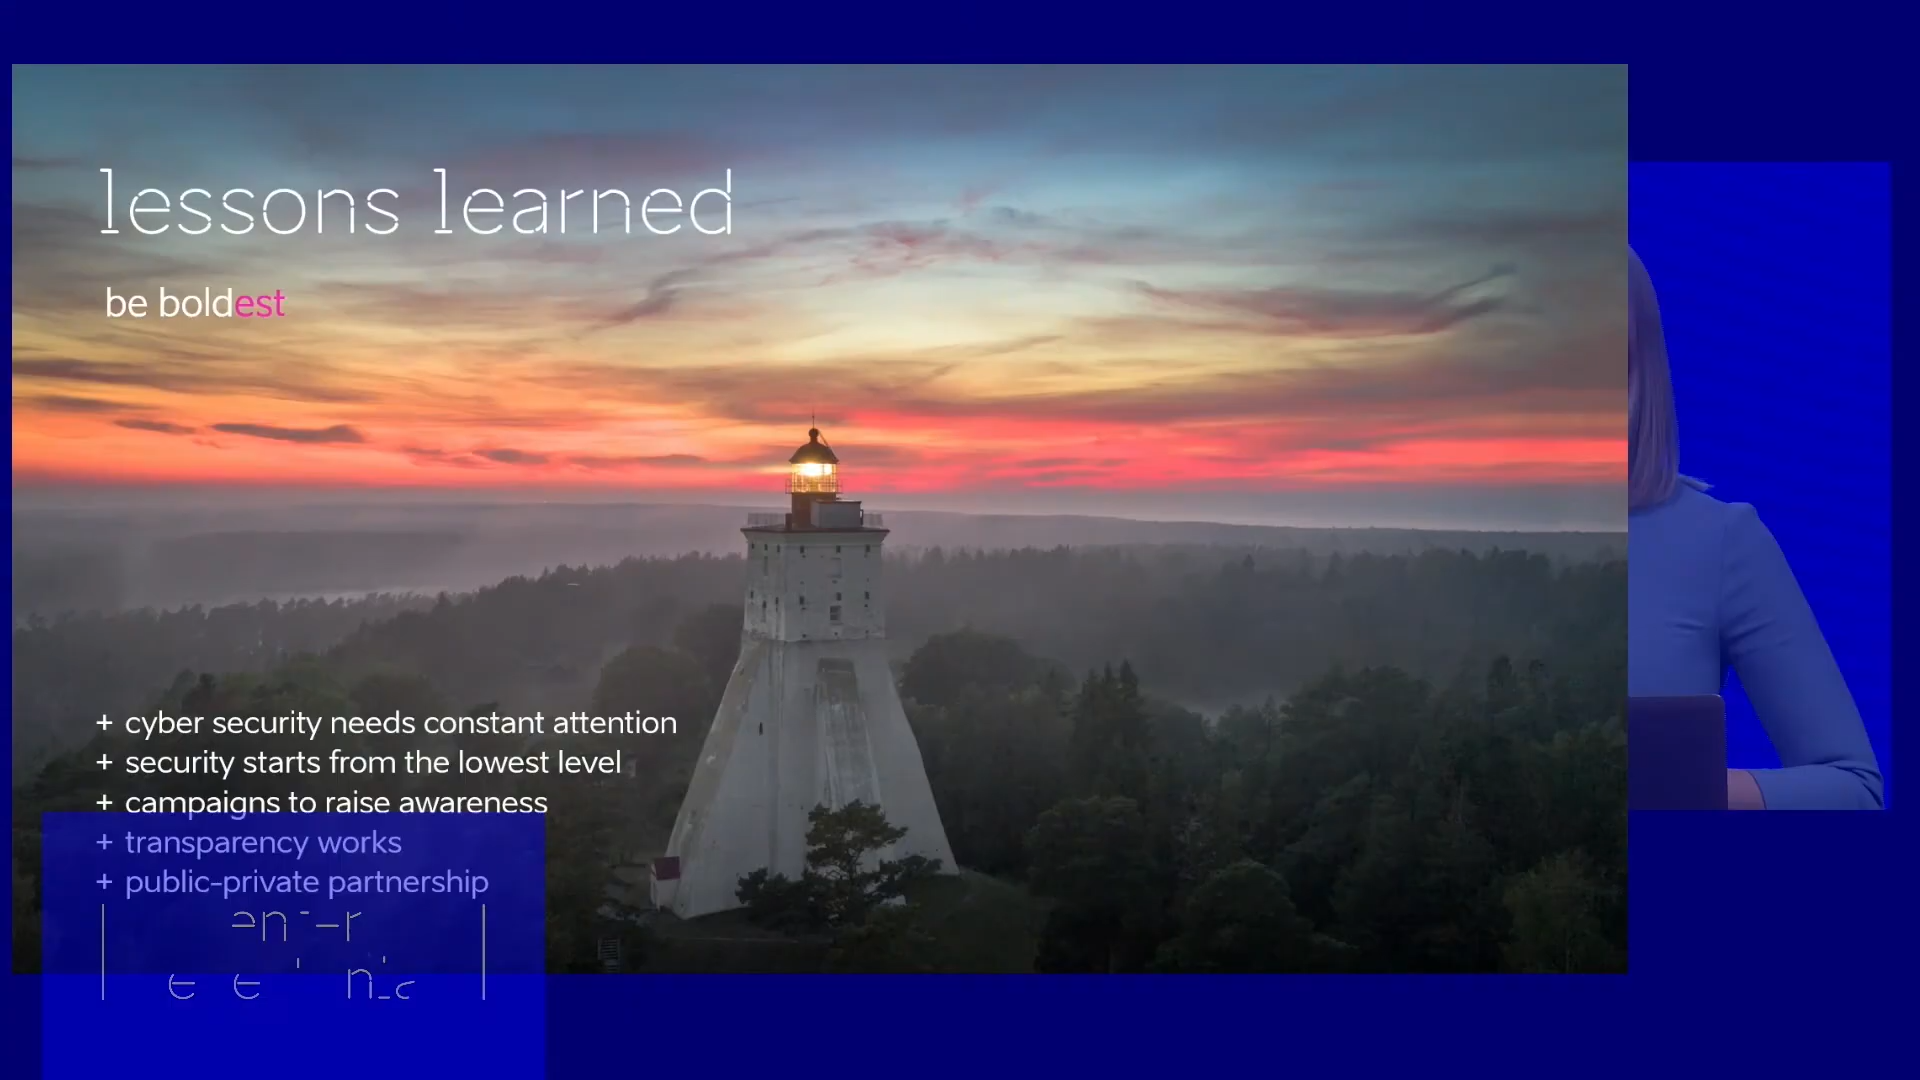 lessons learned
be boldest
+ cyber security needs constant attention
+ security starts from the lowest level
+ campaigns to raise awareness
+ transparency works
+ public-private partnership